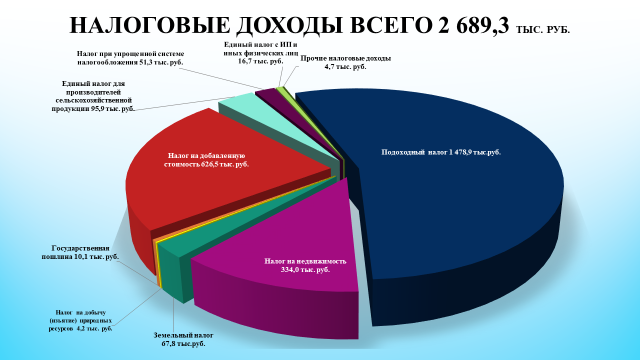 НАЛОГОВЫЕ ДОХОДЫ ВСЕГО 2 689,3 ТЫС. РУБ.
Налог при упрощенной системе
налогообложения 51,3 тыс. руб.
Единый налог с ИП и
иных физических лиц
16,7 тыс. руб.
Прочие налоговые доходы
4,7 тыс. руб.
Единый налог для
производителей
сельскохозяйственной
продукции 95,9 тыс. руб.
Налог на добавленную
стоимость 626,5 тыс. руб.
Подоходный налог 1 478,9 тыс.руб.
Государственная
пошлина 10,1 тыс. руб.
Налог на недвижимость
334,0 тыс. руб.
Налог на добычу
(изъятие) природных
ресурсов 4,2 тыс. руб.
Земельный налог
67,8 тыс.руб.